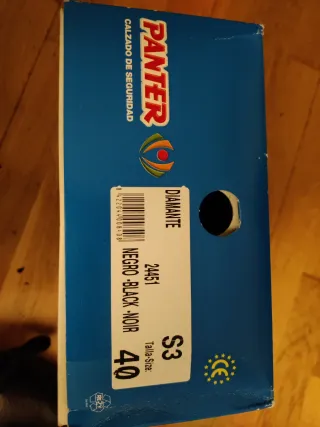 PANTER
CALZADO DE SEGURIDAD
DIAMANTE
24451
S3
NEGRO -BLACK -NOIR
Talla-Size:
40
CE